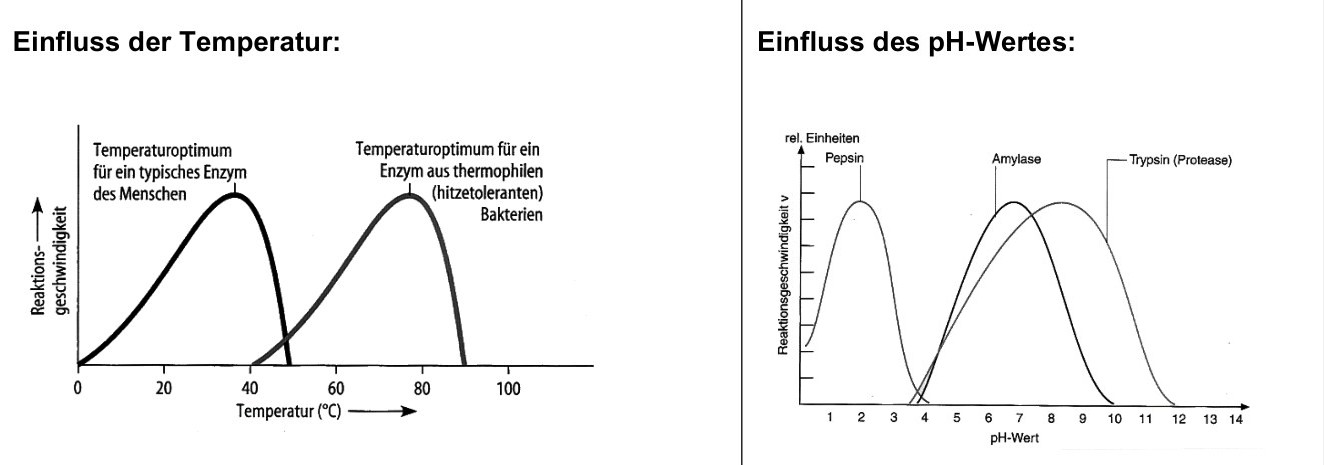 Einfluss der Temperatur:
Temperaturoptimum
für ein typisches Enzym
des Menschen
Temperaturoptimum für ein
Enzym aus thermophilen
(hitzetoleranten)
Bakterien
Reaktions-
geschwindigkeit
0 20 40 60 80 100
Temperatur (°C)
Einfluss des pH-Wertes:
rel. Einheiten
Pepsin
Amylase
Trypsin (Protease)
Reaktionsgeschwindigkeit v
1 2 3 4 5 6 7 8 9 10 11 12 13 14
pH-Wert